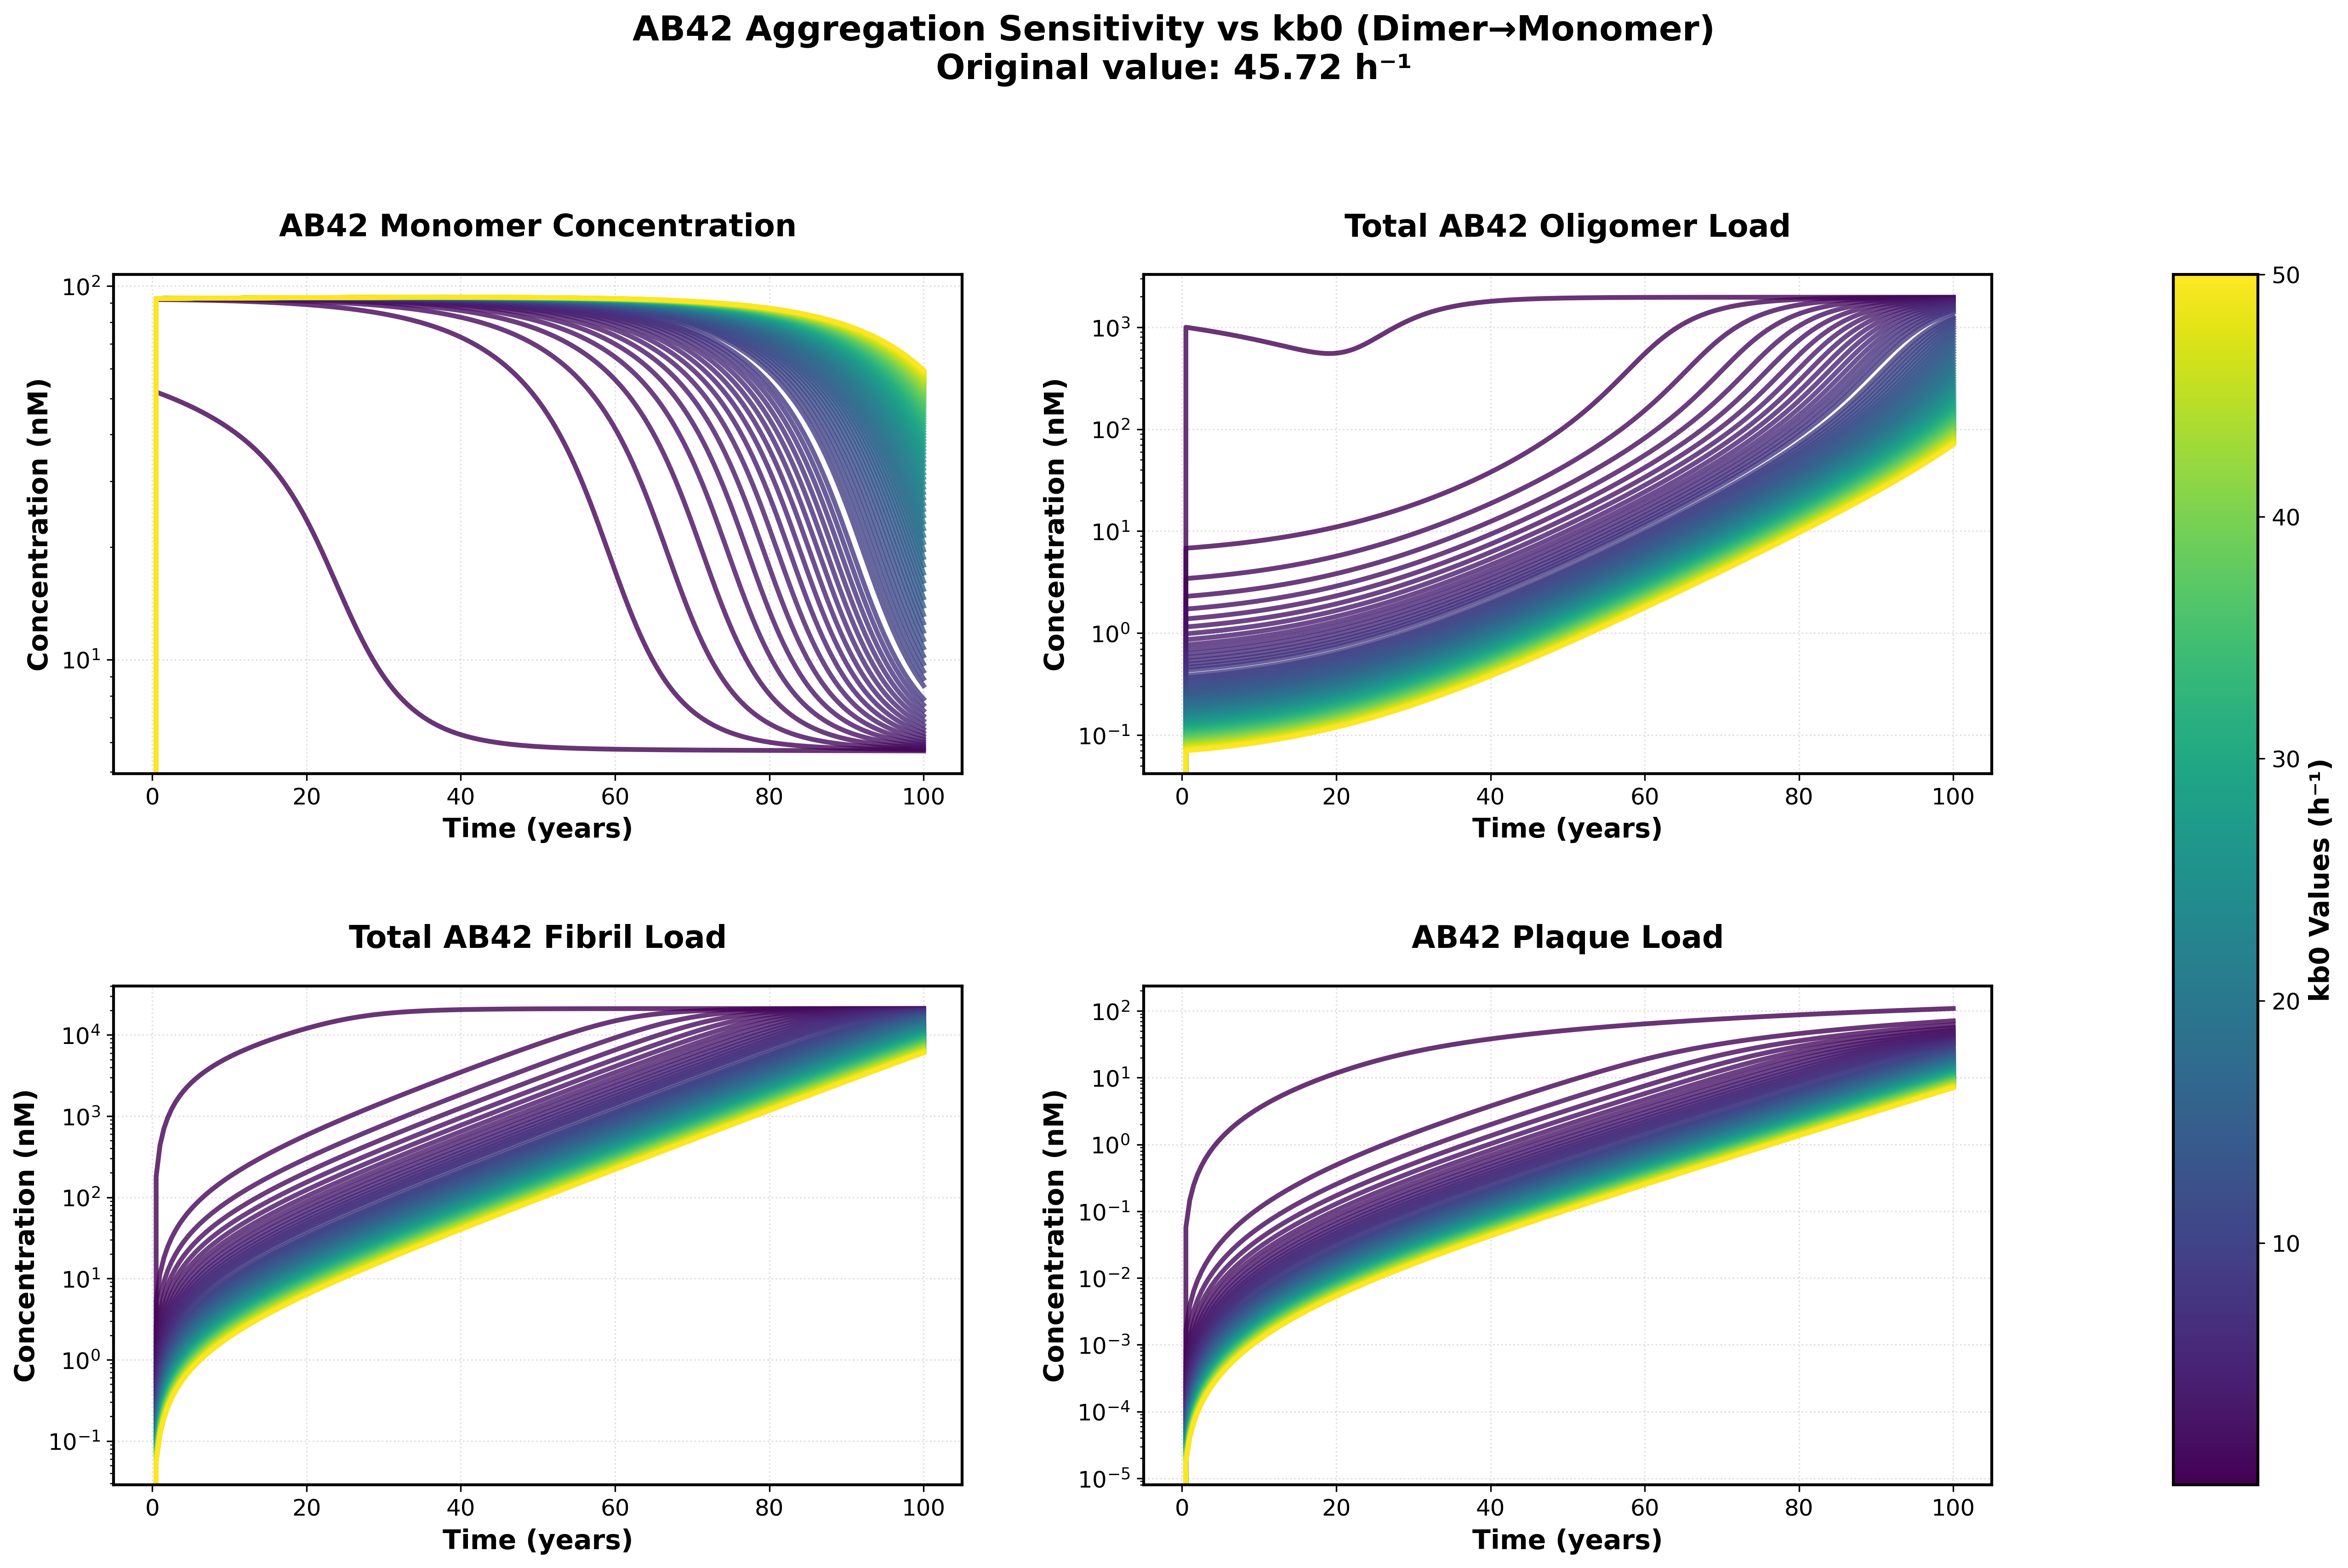 AB42 Aggregation Sensitivity vs kb0 (Dimer→Monomer)
Original value: 45.72 h⁻¹
AB42 Monomer Concentration
Concentration (nM)
10²
10¹
0 20 40 60 80 100
Time (years)
Total AB42 Oligomer Load
Concentration (nM)
10³
10²
10¹
10⁰
10⁻¹
0 20 40 60 80 100
Time (years)
Total AB42 Fibril Load
Concentration (nM)
10⁴
10³
10²
10¹
10⁰
10⁻¹
0 20 40 60 80 100
Time (years)
AB42 Plaque Load
Concentration (nM)
10²
10¹
10⁰
10⁻¹
10⁻²
10⁻³
10⁻⁴
10⁻⁵
0 20 40 60 80 100
Time (years)
50
40
30
20
10
kb0 Values (h⁻¹)